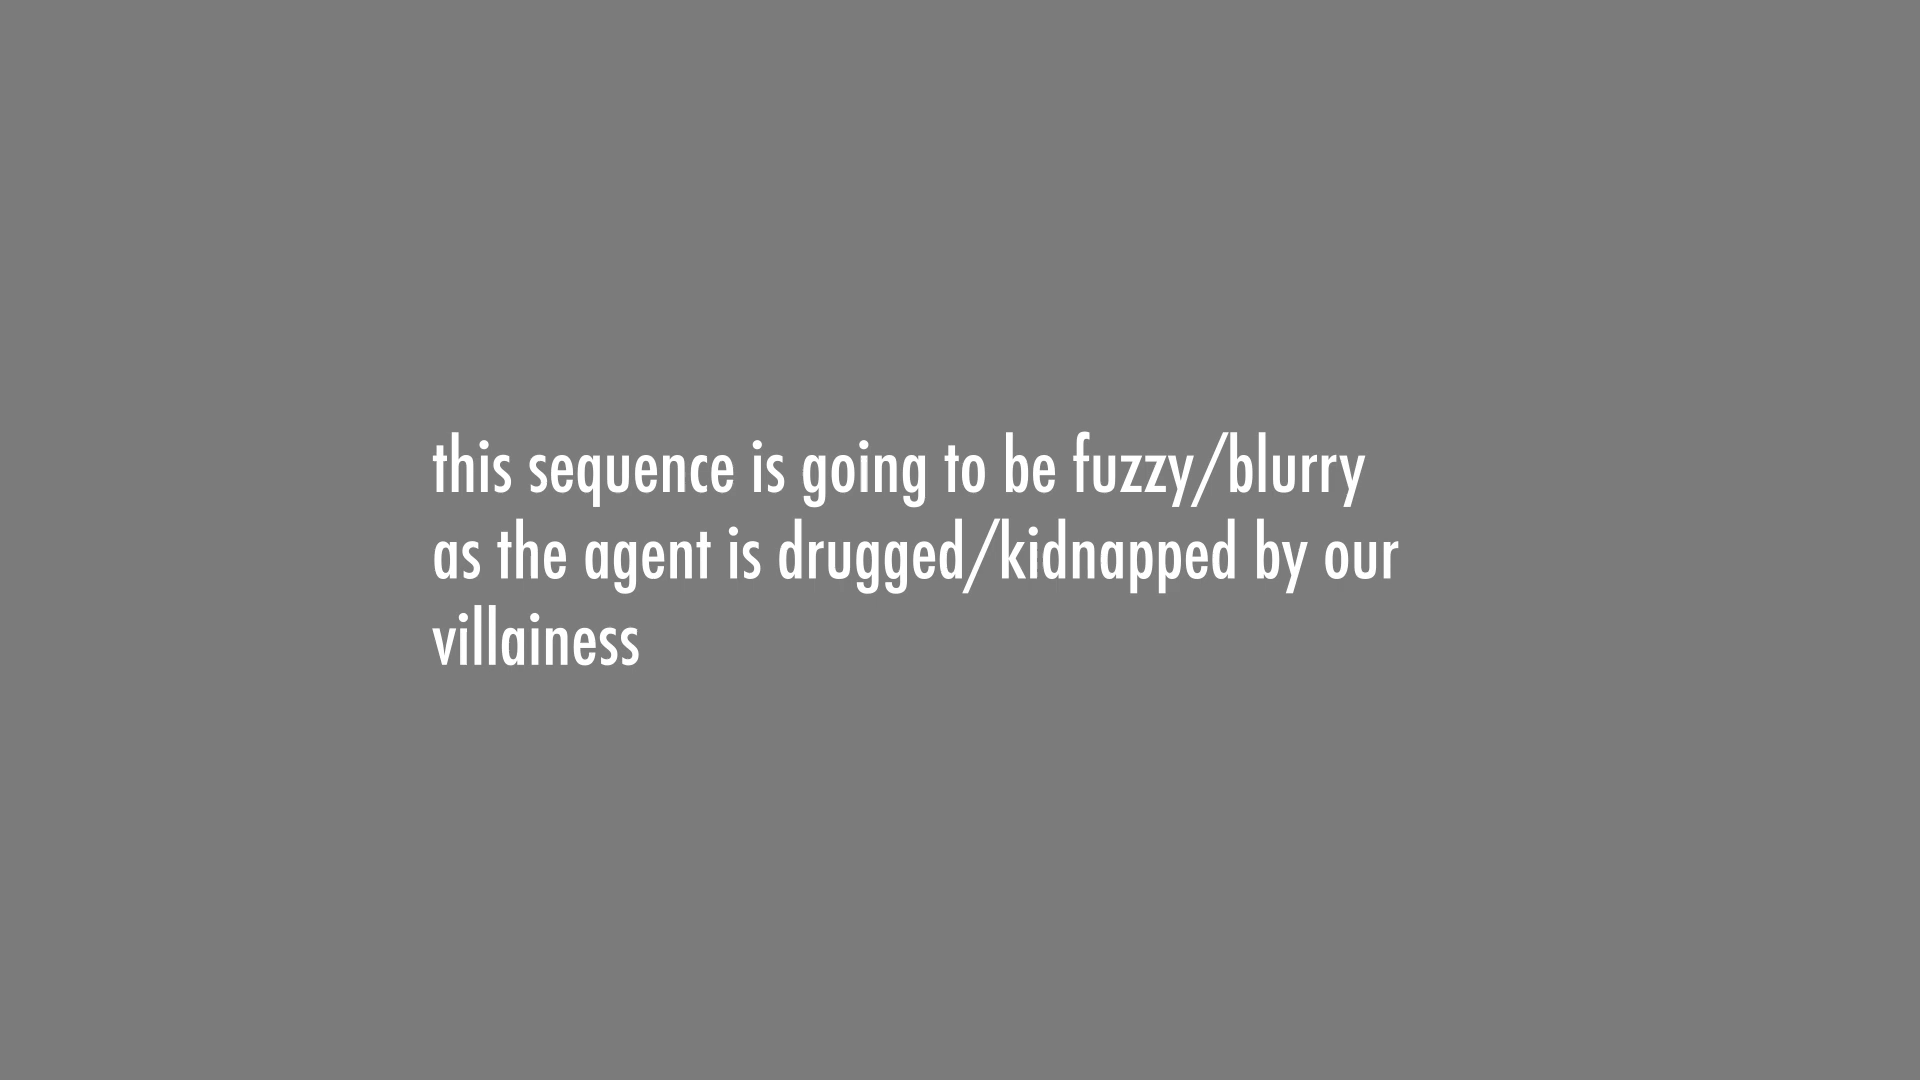 this sequence is going to be fuzzy/blurry
as the agent is drugged/kidnapped by our
villainess